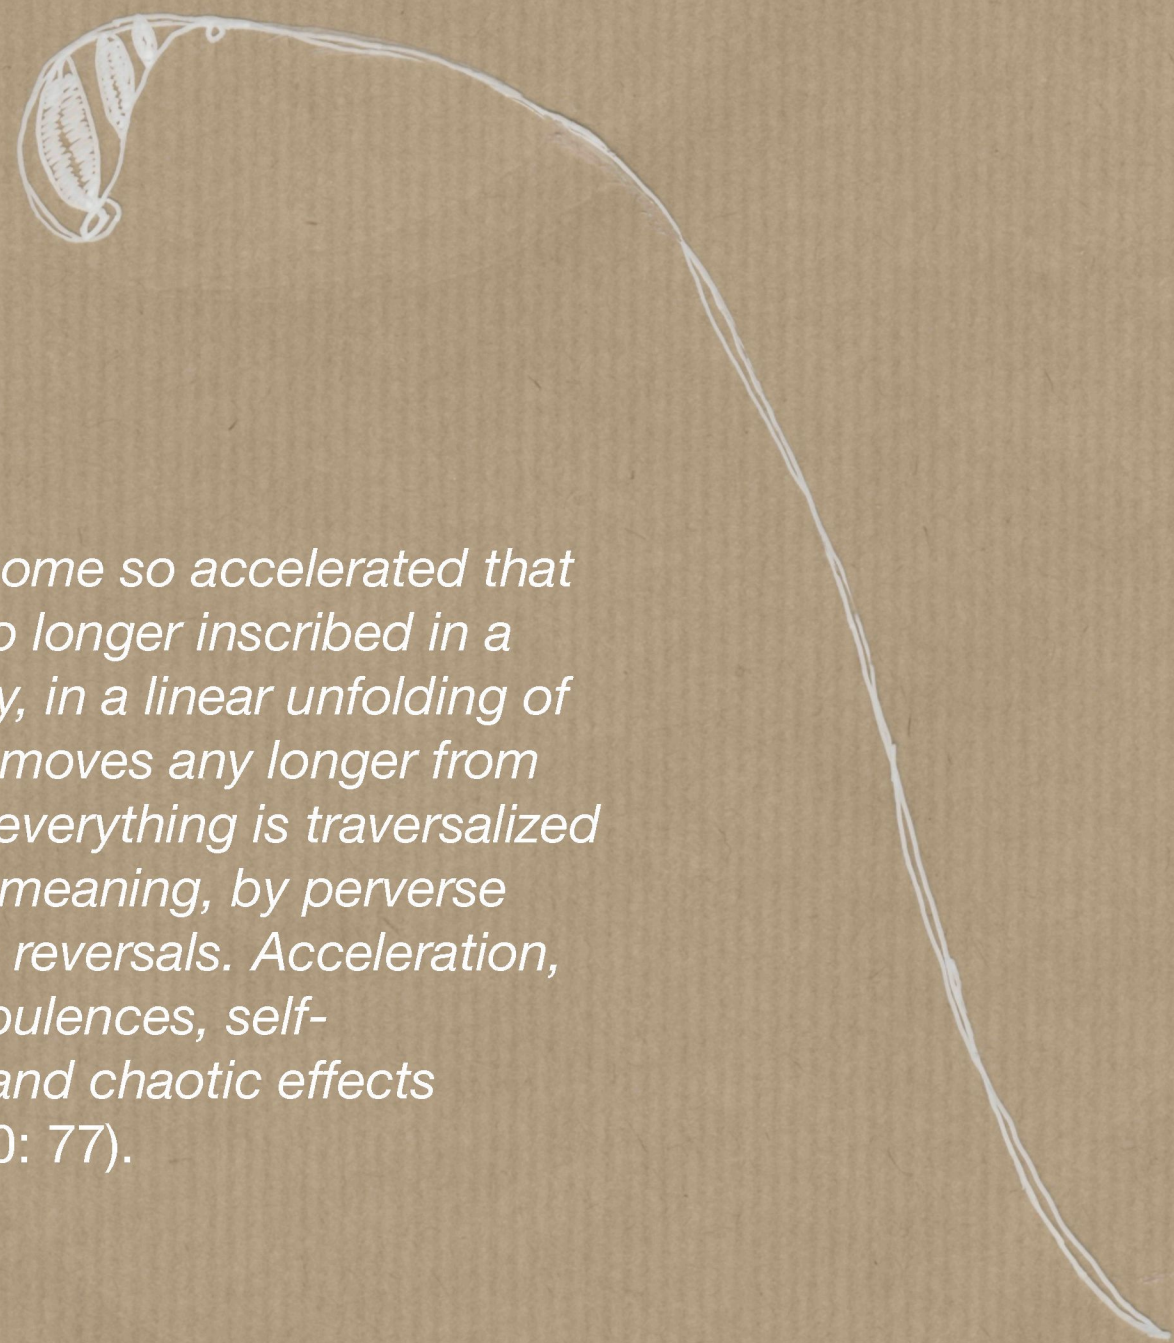 ome so accelerated that
o longer inscribed in a
y, in a linear unfolding of
moves any longer from
everything is traversalized
meaning, by perverse
reversals. Acceleration,
oulences, self-
and chaotic effects
0: 77).